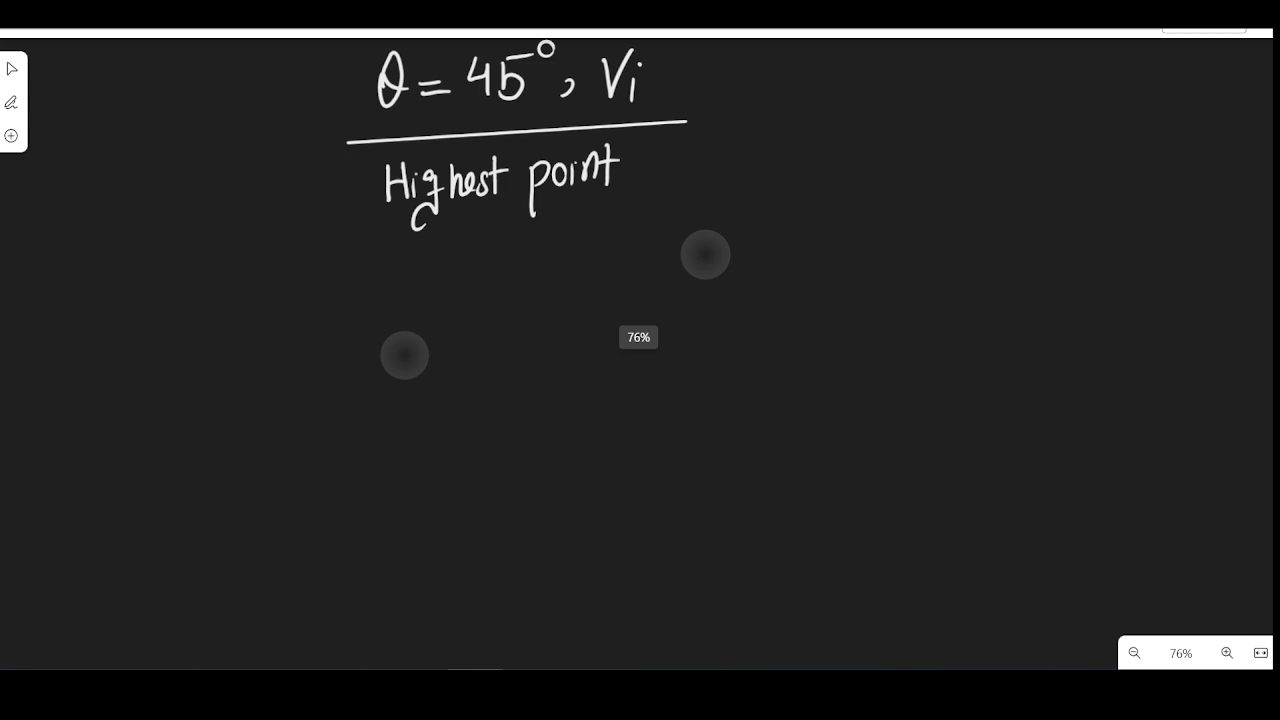 θ = 45°, Vi
Highest point
76%
76%